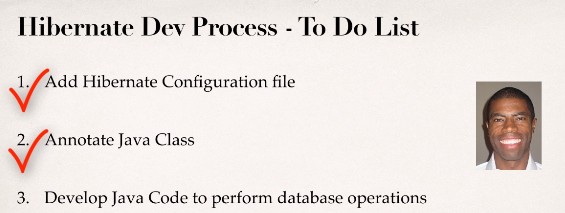 Hibernate Dev Process - To Do List
1. Add Hibernate Configuration file
2. Annotate Java Class
3. Develop Java Code to perform database operations